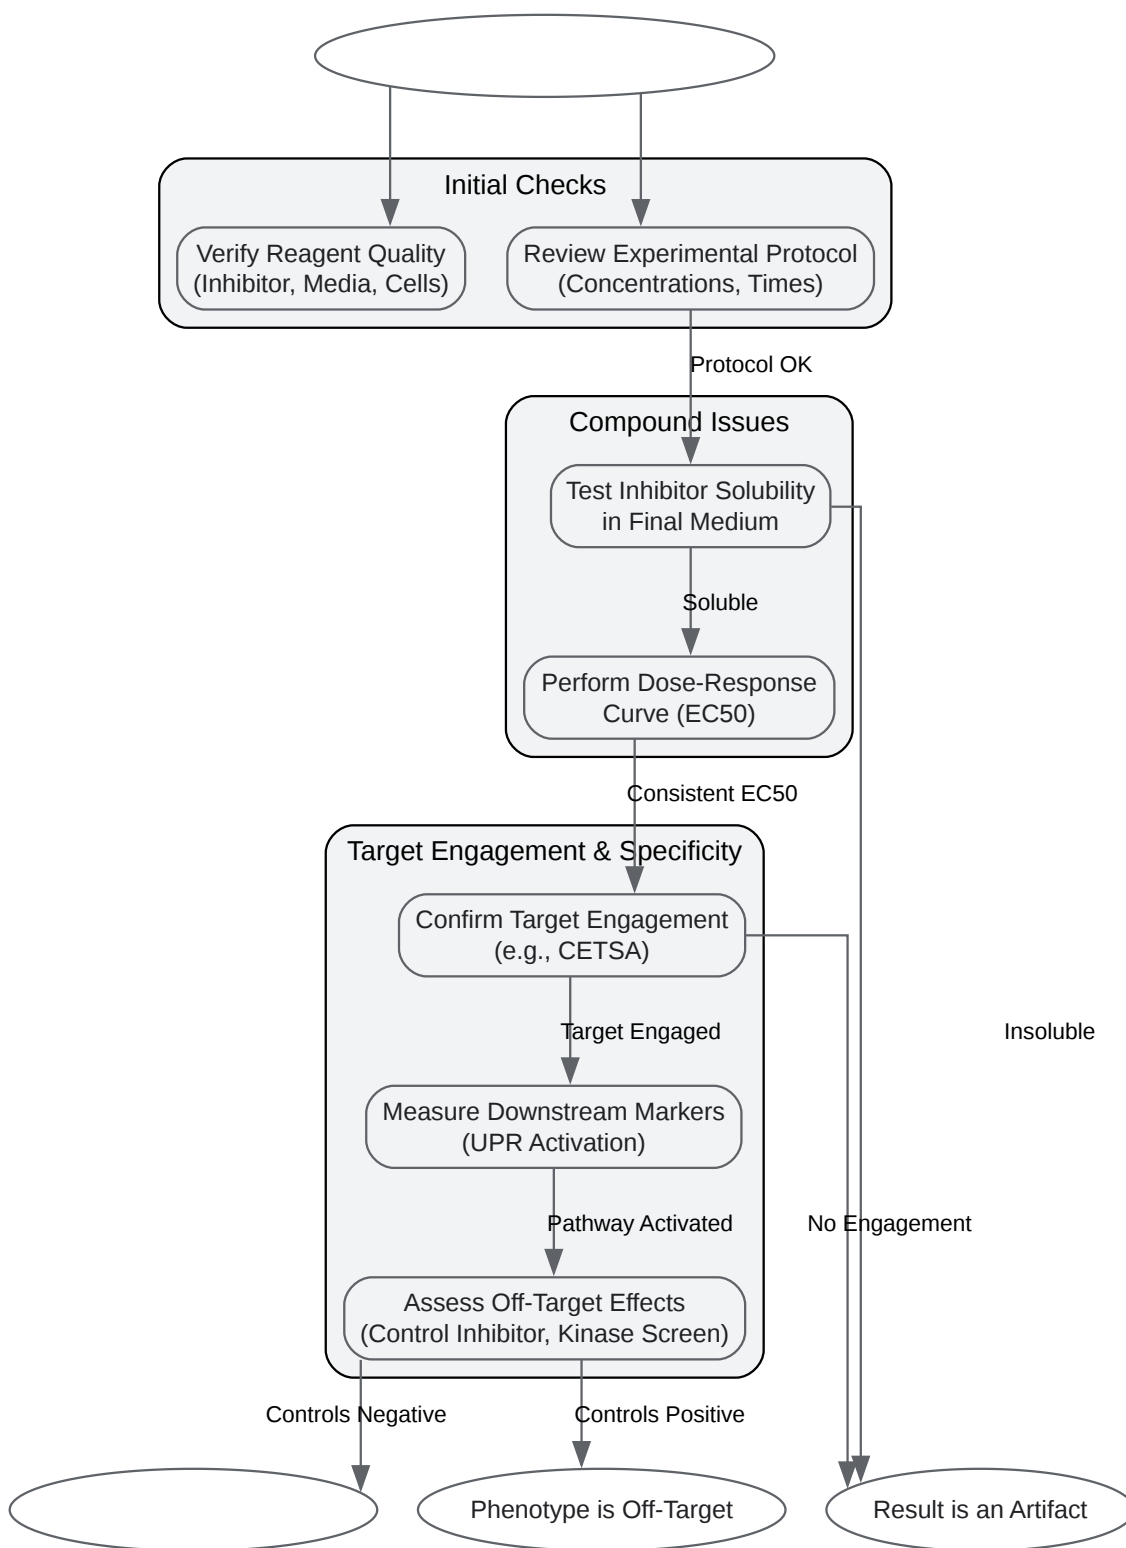 Initial Checks
Verify Reagent Quality
(Inhibitor, Media, Cells)
Review Experimental Protocol
(Concentrations, Times)
Protocol OK
Compound Issues
Test Inhibitor Solubility
in Final Medium
Soluble
Perform Dose-Response
Curve (EC50)
Consistent EC50
Target Engagement & Specificity
Confirm Target Engagement
(e.g., CETSA)
Target Engaged
Insoluble
Measure Downstream Markers
(UPR Activation)
Pathway Activated
No Engagement
Assess Off-Target Effects
(Control Inhibitor, Kinase Screen)
Controls Negative
Controls Positive
Phenotype is Off-Target
Result is an Artifact